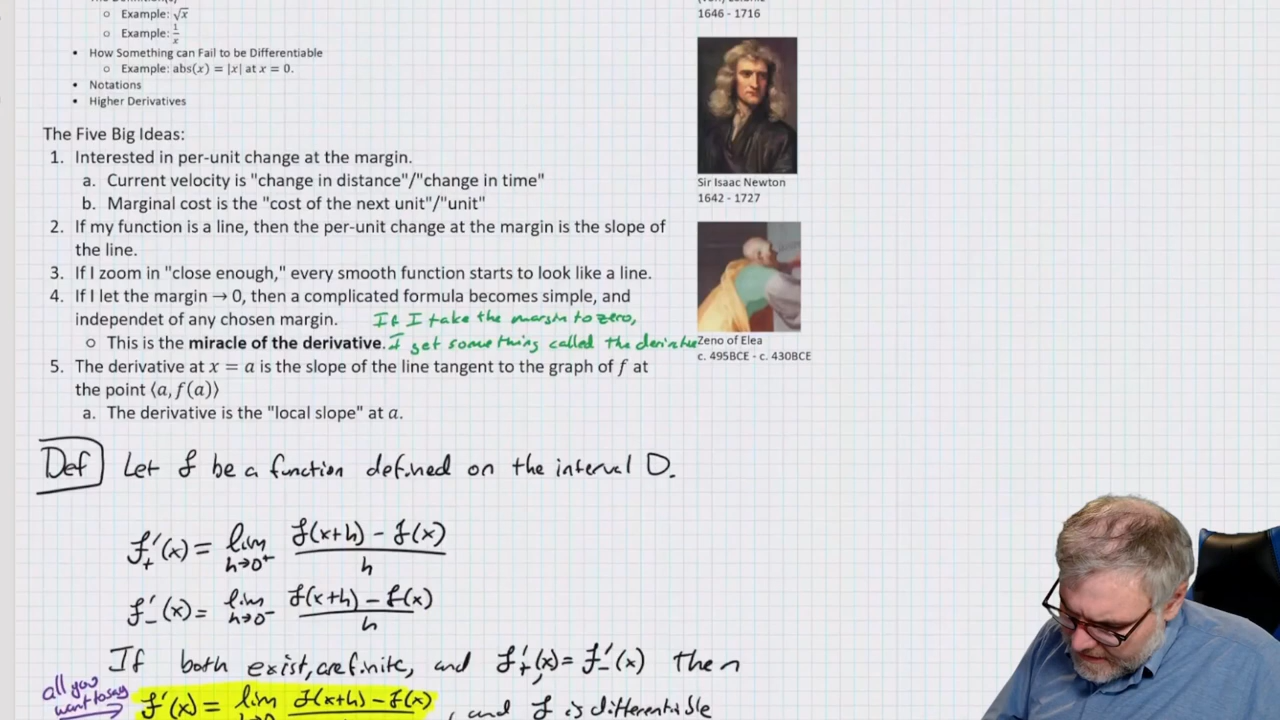 Example: √x
Example: 1/x
How Something can Fail to be Differentiable
Example: abs(x) = |x| at x = 0.
Notations
Higher Derivatives
The Five Big Ideas:
1. Interested in per-unit change at the margin.
a. Current velocity is "change in distance"/"change in time"
b. Marginal cost is the "cost of the next unit"/"unit"
2. If my function is a line, then the per-unit change at the margin is the slope of
the line.
3. If I zoom in "close enough," every smooth function starts to look like a line.
4. If I let the margin → 0, then a complicated formula becomes simple, and
independet of any chosen margin. If I take the margin to zero,
This is the miracle of the derivative. I get something called the derivative
5. The derivative at x = a is the slope of the line tangent to the graph of f at
the point ⟨a, f(a)⟩
a. The derivative is the "local slope" at a.
1646 - 1716
Sir Isaac Newton
1642 - 1727
Zeno of Elea
c. 495BCE - c. 430BCE
Def Let f be a function defined on the interval D.
f₊'(x) = lim h→0⁺ f(x+h) - f(x) / h
f₋'(x) = lim h→0⁻ f(x+h) - f(x) / h
If both exist, are finite, and f₊'(x) = f₋'(x) then
all you
want to say
f'(x) = lim h→0 f(x+h) - f(x) , and f is differentiable